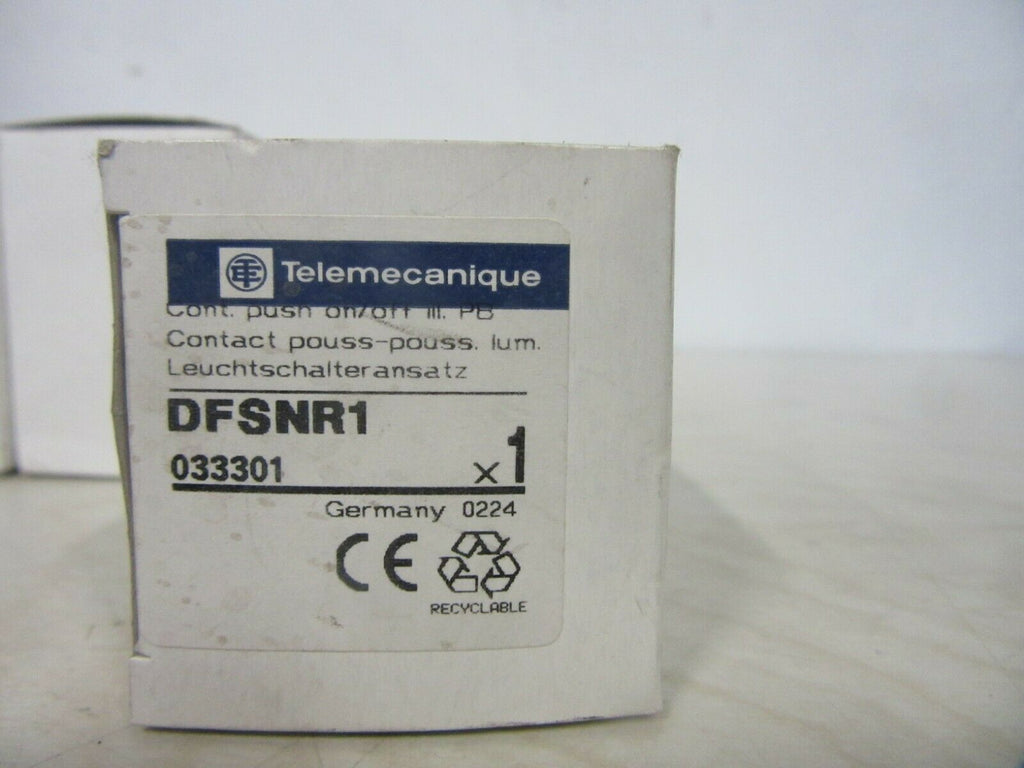 Telemecanique
Cont. push on/off ill. PB
Contact pouss-pouss. lum.
Leuchtschalteransatz
DFSNR1
033301 x1
Germany 0224
CE
RECYCLABLE